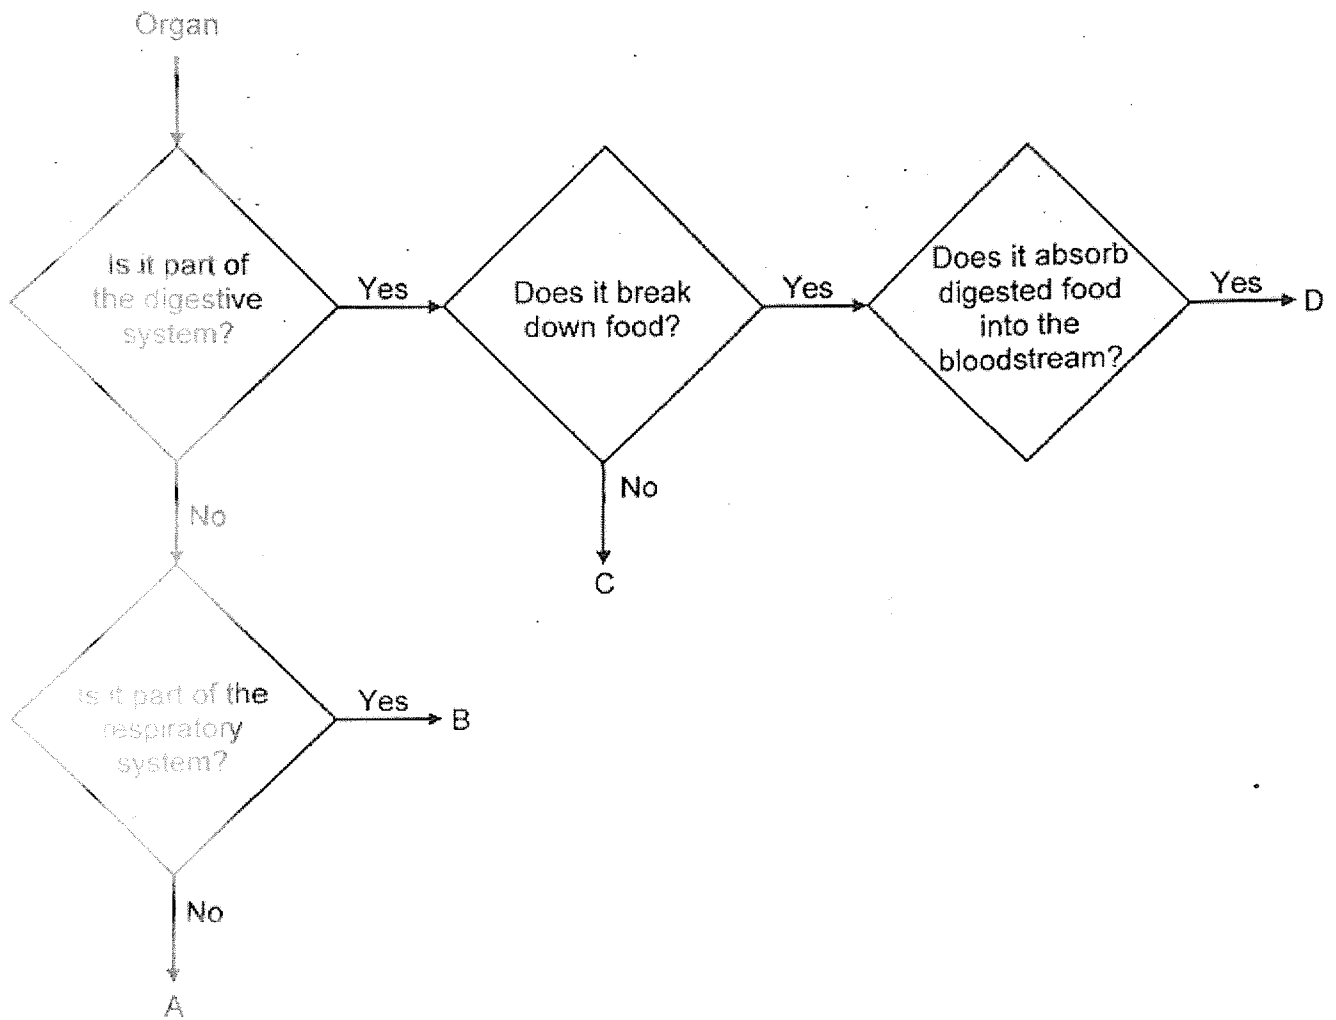 Organ
Is it part of
the digestive
system?
Yes
Does it break
down food?
Yes
Does it absorb
digested food
into the
bloodstream?
Yes
D
No
No
C
Is it part of the
respiratory
system?
Yes
B
No
A